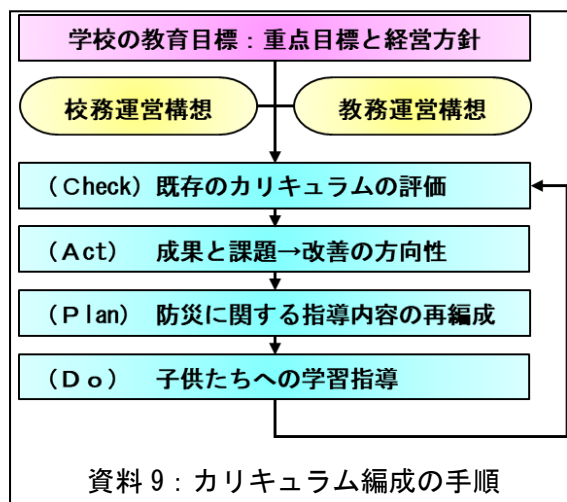 学校の教育目標：重点目標と経営方針
校務運営構想
教務運営構想
（Check）既存のカリキュラムの評価
（Act）　成果と課題→改善の方向性
（Plan）　防災に関する指導内容の再編成
（Ｄｏ）　子供たちへの学習指導
資料9：カリキュラム編成の手順